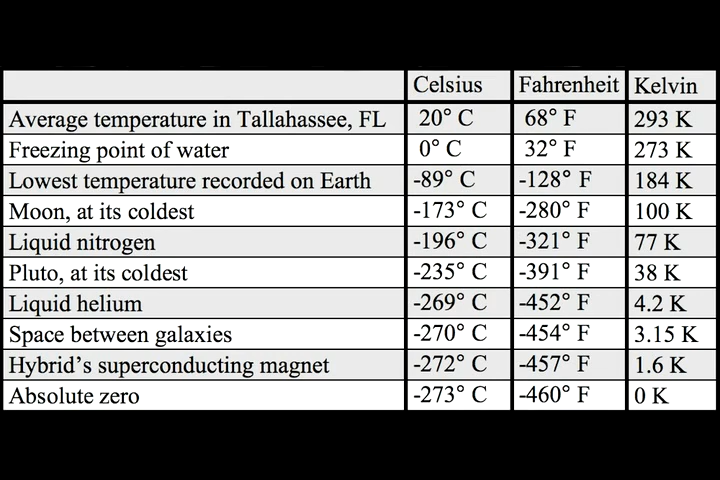 Celsius Fahrenheit Kelvin
Average temperature in Tallahassee, FL 20° C 68° F 293 K
Freezing point of water 0° C 32° F 273 K
Lowest temperature recorded on Earth -89° C -128° F 184 K
Moon, at its coldest -173° C -280° F 100 K
Liquid nitrogen -196° C -321° F 77 K
Pluto, at its coldest -235° C -391° F 38 K
Liquid helium -269° C -452° F 4.2 K
Space between galaxies -270° C -454° F 3.15 K
Hybrid's superconducting magnet -272° C -457° F 1.6 K
Absolute zero -273° C -460° F 0 K